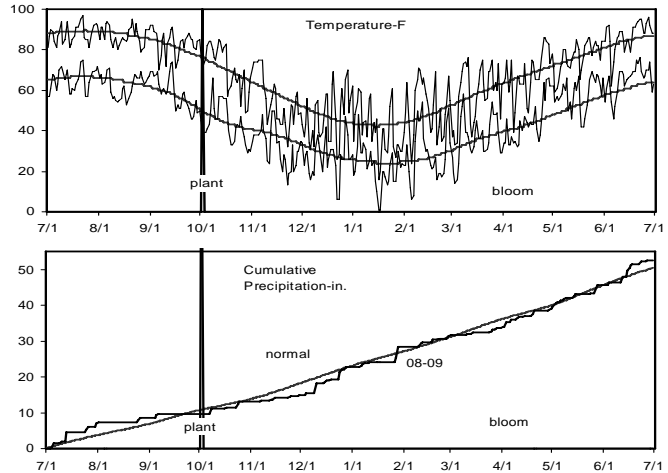 Temperature-F
100
80
60
40
20
0
plant
bloom
7/1 8/1 9/1 10/1 11/1 12/1 1/1 2/1 3/1 4/1 5/1 6/1 7/1
Cumulative
Precipitation-in.
50
40
30
20
10
0
normal
08-09
plant
bloom
7/1 8/1 9/1 10/1 11/1 12/1 1/1 2/1 3/1 4/1 5/1 6/1 7/1